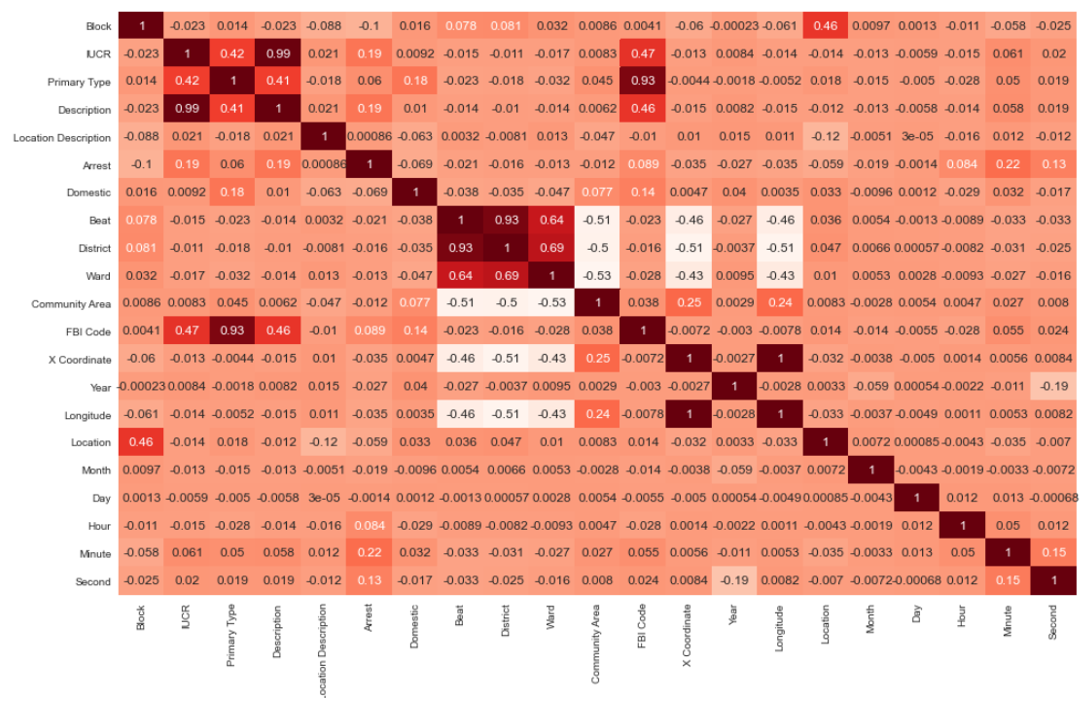 Block 1 -0.023 0.014 -0.023 -0.088 -0.1 0.016 0.078 0.081 0.032 0.0086 0.0041 -0.06 -0.00023 -0.061 0.46 0.0097 0.0013 -0.011 -0.058 -0.025
IUCR -0.023 1 0.42 0.99 0.021 0.19 0.0092 -0.015 -0.011 -0.017 0.0083 0.47 -0.013 0.0084 -0.014 -0.014 -0.013 -0.0059 -0.015 0.061 0.02
Primary Type 0.014 0.42 1 0.41 -0.018 0.06 0.18 -0.023 -0.018 -0.032 0.045 0.93 -0.0044 -0.0018 -0.0052 0.018 -0.015 -0.005 -0.028 0.05 0.019
Description -0.023 0.99 0.41 1 0.021 0.19 0.01 -0.014 -0.01 -0.014 0.0062 0.46 -0.015 0.0082 -0.015 -0.012 -0.013 -0.0058 -0.014 0.058 0.019
Location Description -0.088 0.021 -0.018 0.021 1 0.00086 -0.063 0.0032 -0.0081 0.013 -0.047 -0.01 0.01 0.015 0.011 -0.12 -0.0051 3e-05 -0.016 0.012 -0.012
Arrest -0.1 0.19 0.06 0.19 0.00086 1 -0.069 -0.021 -0.016 -0.013 -0.012 0.089 -0.035 -0.027 -0.035 -0.059 -0.019 -0.0014 0.084 0.22 0.13
Domestic 0.016 0.0092 0.18 0.01 -0.063 -0.069 1 -0.038 -0.035 -0.047 0.077 0.14 0.0047 0.04 0.0035 0.033 -0.0096 0.0012 -0.029 0.032 -0.017
Beat 0.078 -0.015 -0.023 -0.014 0.0032 -0.021 -0.038 1 0.93 0.64 -0.51 -0.023 -0.46 -0.027 -0.46 0.036 0.0054 -0.0013 -0.0089 -0.033 -0.033
District 0.081 -0.011 -0.018 -0.01 -0.0081 -0.016 -0.035 0.93 1 0.69 -0.5 -0.016 -0.51 -0.0037 -0.51 0.047 0.0066 0.00057 -0.0082 -0.031 -0.025
Ward 0.032 -0.017 -0.032 -0.014 0.013 -0.013 -0.047 0.64 0.69 1 -0.53 -0.028 -0.43 0.0095 -0.43 0.01 0.0053 0.0028 -0.0093 -0.027 -0.016
Community Area 0.0086 0.0083 0.045 0.0062 -0.047 -0.012 0.077 -0.51 -0.5 -0.53 1 0.038 0.25 0.0029 0.24 0.0083 -0.0028 0.0054 0.0047 0.027 0.008
FBI Code 0.0041 0.47 0.93 0.46 -0.01 0.089 0.14 -0.023 -0.016 -0.028 0.038 1 -0.0072 -0.003 -0.0078 0.014 -0.014 -0.0055 -0.028 0.055 0.024
X Coordinate -0.06 -0.013 -0.0044 -0.015 0.01 -0.035 0.0047 -0.46 -0.51 -0.43 0.25 -0.0072 1 -0.0027 1 -0.032 -0.0038 -0.005 0.0014 0.0056 0.0084
Year -0.00023 0.0084 -0.0018 0.0082 0.015 -0.027 0.04 -0.027 -0.0037 0.0095 0.0029 -0.003 -0.0027 1 -0.0028 0.0033 -0.059 0.00054 -0.0022 -0.011 -0.19
Longitude -0.061 -0.014 -0.0052 -0.015 0.011 -0.035 0.0035 -0.46 -0.51 -0.43 0.24 -0.0078 1 -0.0028 1 -0.033 -0.0037 -0.0049 0.0011 0.0053 0.0082
Location 0.46 -0.014 0.018 -0.012 -0.12 -0.059 0.033 0.036 0.047 0.01 0.0083 0.014 -0.032 0.0033 -0.033 1 0.0072 0.00085 -0.0043 -0.035 -0.007
Month 0.0097 -0.013 -0.015 -0.013 -0.0051 -0.019 -0.0096 0.0054 0.0066 0.0053 -0.0028 -0.014 -0.0038 -0.059 -0.0037 0.0072 1 -0.0043 -0.0019 -0.0033 -0.0072
Day 0.0013 -0.0059 -0.005 -0.0058 3e-05 -0.0014 0.0012 -0.0013 0.00057 0.0028 0.0054 -0.0055 -0.005 0.00054 -0.0049 0.00085 -0.0043 1 0.012 0.013 -0.00068
Hour -0.011 -0.015 -0.028 -0.014 -0.016 0.084 -0.029 -0.0089 -0.0082 -0.0093 0.0047 -0.028 0.0014 -0.0022 0.0011 -0.0043 -0.0019 0.012 1 0.05 0.012
Minute -0.058 0.061 0.05 0.058 0.012 0.22 0.032 -0.033 -0.031 -0.027 0.027 0.055 0.0056 -0.011 0.0053 -0.035 -0.0033 0.013 0.05 1 0.15
Second -0.025 0.02 0.019 0.019 -0.012 0.13 -0.017 -0.033 -0.025 -0.016 0.008 0.024 0.0084 -0.19 0.0082 -0.007 -0.0072 -0.00068 0.012 0.15 1
Block IUCR Primary Type Description ocation Description Arrest Domestic Beat District Ward Community Area FBI Code X Coordinate Year Longitude Location Month Day Hour Minute Second